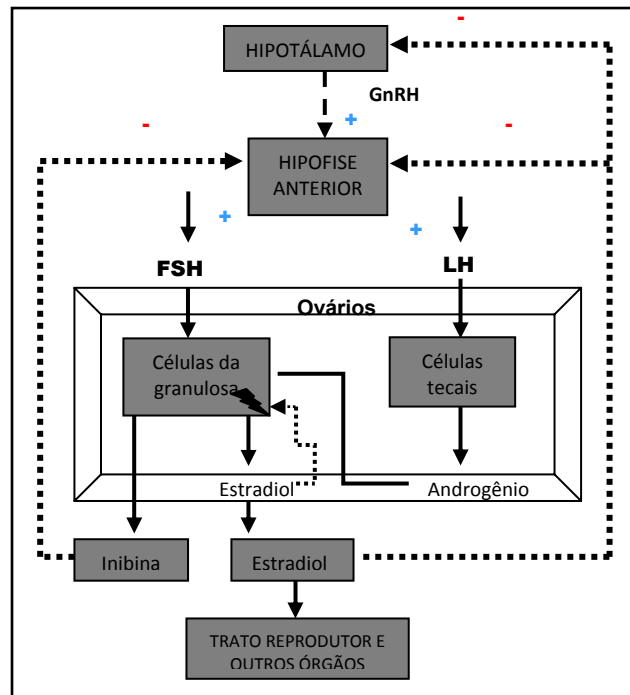 -
HIPOTÁLAMO
GnRH
-
+
-
HIPOFISE
ANTERIOR
+
+
FSH
LH
Ovários
Células da
granulosa
Células
tecais
Estradiol
Androgênio
Inibina
Estradiol
TRATO REPRODUTOR E
OUTROS ÓRGÃOS